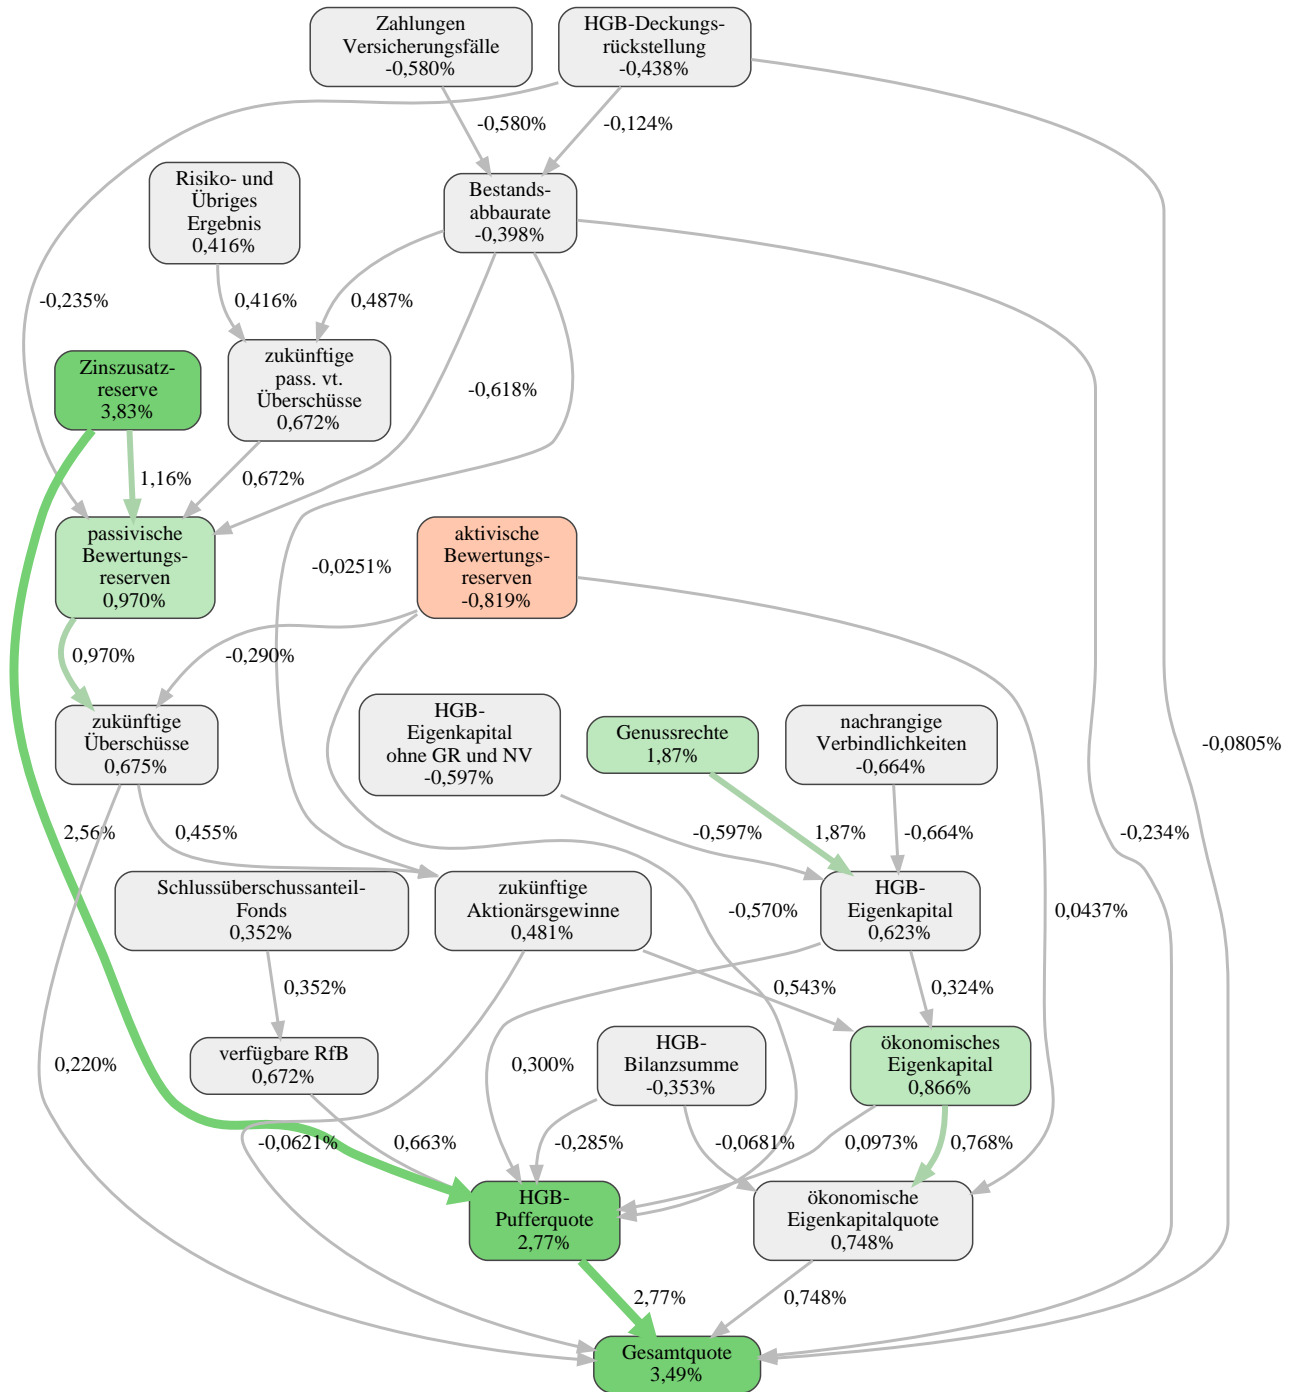 Zahlungen
Versicherungsfälle
-0,580%
HGB-Deckungs-
rückstellung
-0,438%
-0,580%
-0,124%
Risiko- und
Übriges
Ergebnis
0,416%
Bestands-
abbaurate
-0,398%
-0,235%
0,416%
0,487%
Zinszusatz-
reserve
3,83%
zukünftige
pass. vt.
Überschüsse
0,672%
-0,618%
1,16%
0,672%
passivische
Bewertungs-
reserven
0,970%
aktivische
Bewertungs-
reserven
-0,819%
-0,0251%
0,970%
-0,290%
zukünftige
Überschüsse
0,675%
HGB-
Eigenkapital
ohne GR und NV
-0,597%
Genussrechte
1,87%
nachrangige
Verbindlichkeiten
-0,664%
-0,0805%
2,56%
0,455%
-0,597%
1,87%
-0,664%
-0,234%
Schlussüberschussanteil-
Fonds
0,352%
zukünftige
Aktionärsgewinne
0,481%
-0,570%
HGB-
Eigenkapital
0,623%
0,0437%
0,352%
0,543%
0,324%
0,220%
verfügbare RfB
0,672%
0,300%
HGB-
Bilanzsumme
-0,353%
ökonomisches
Eigenkapital
0,866%
-0,0621%
0,663%
-0,285%
-0,0681%
0,0973%
0,768%
HGB-
Pufferquote
2,77%
ökonomische
Eigenkapitalquote
0,748%
2,77%
0,748%
Gesamtquote
3,49%